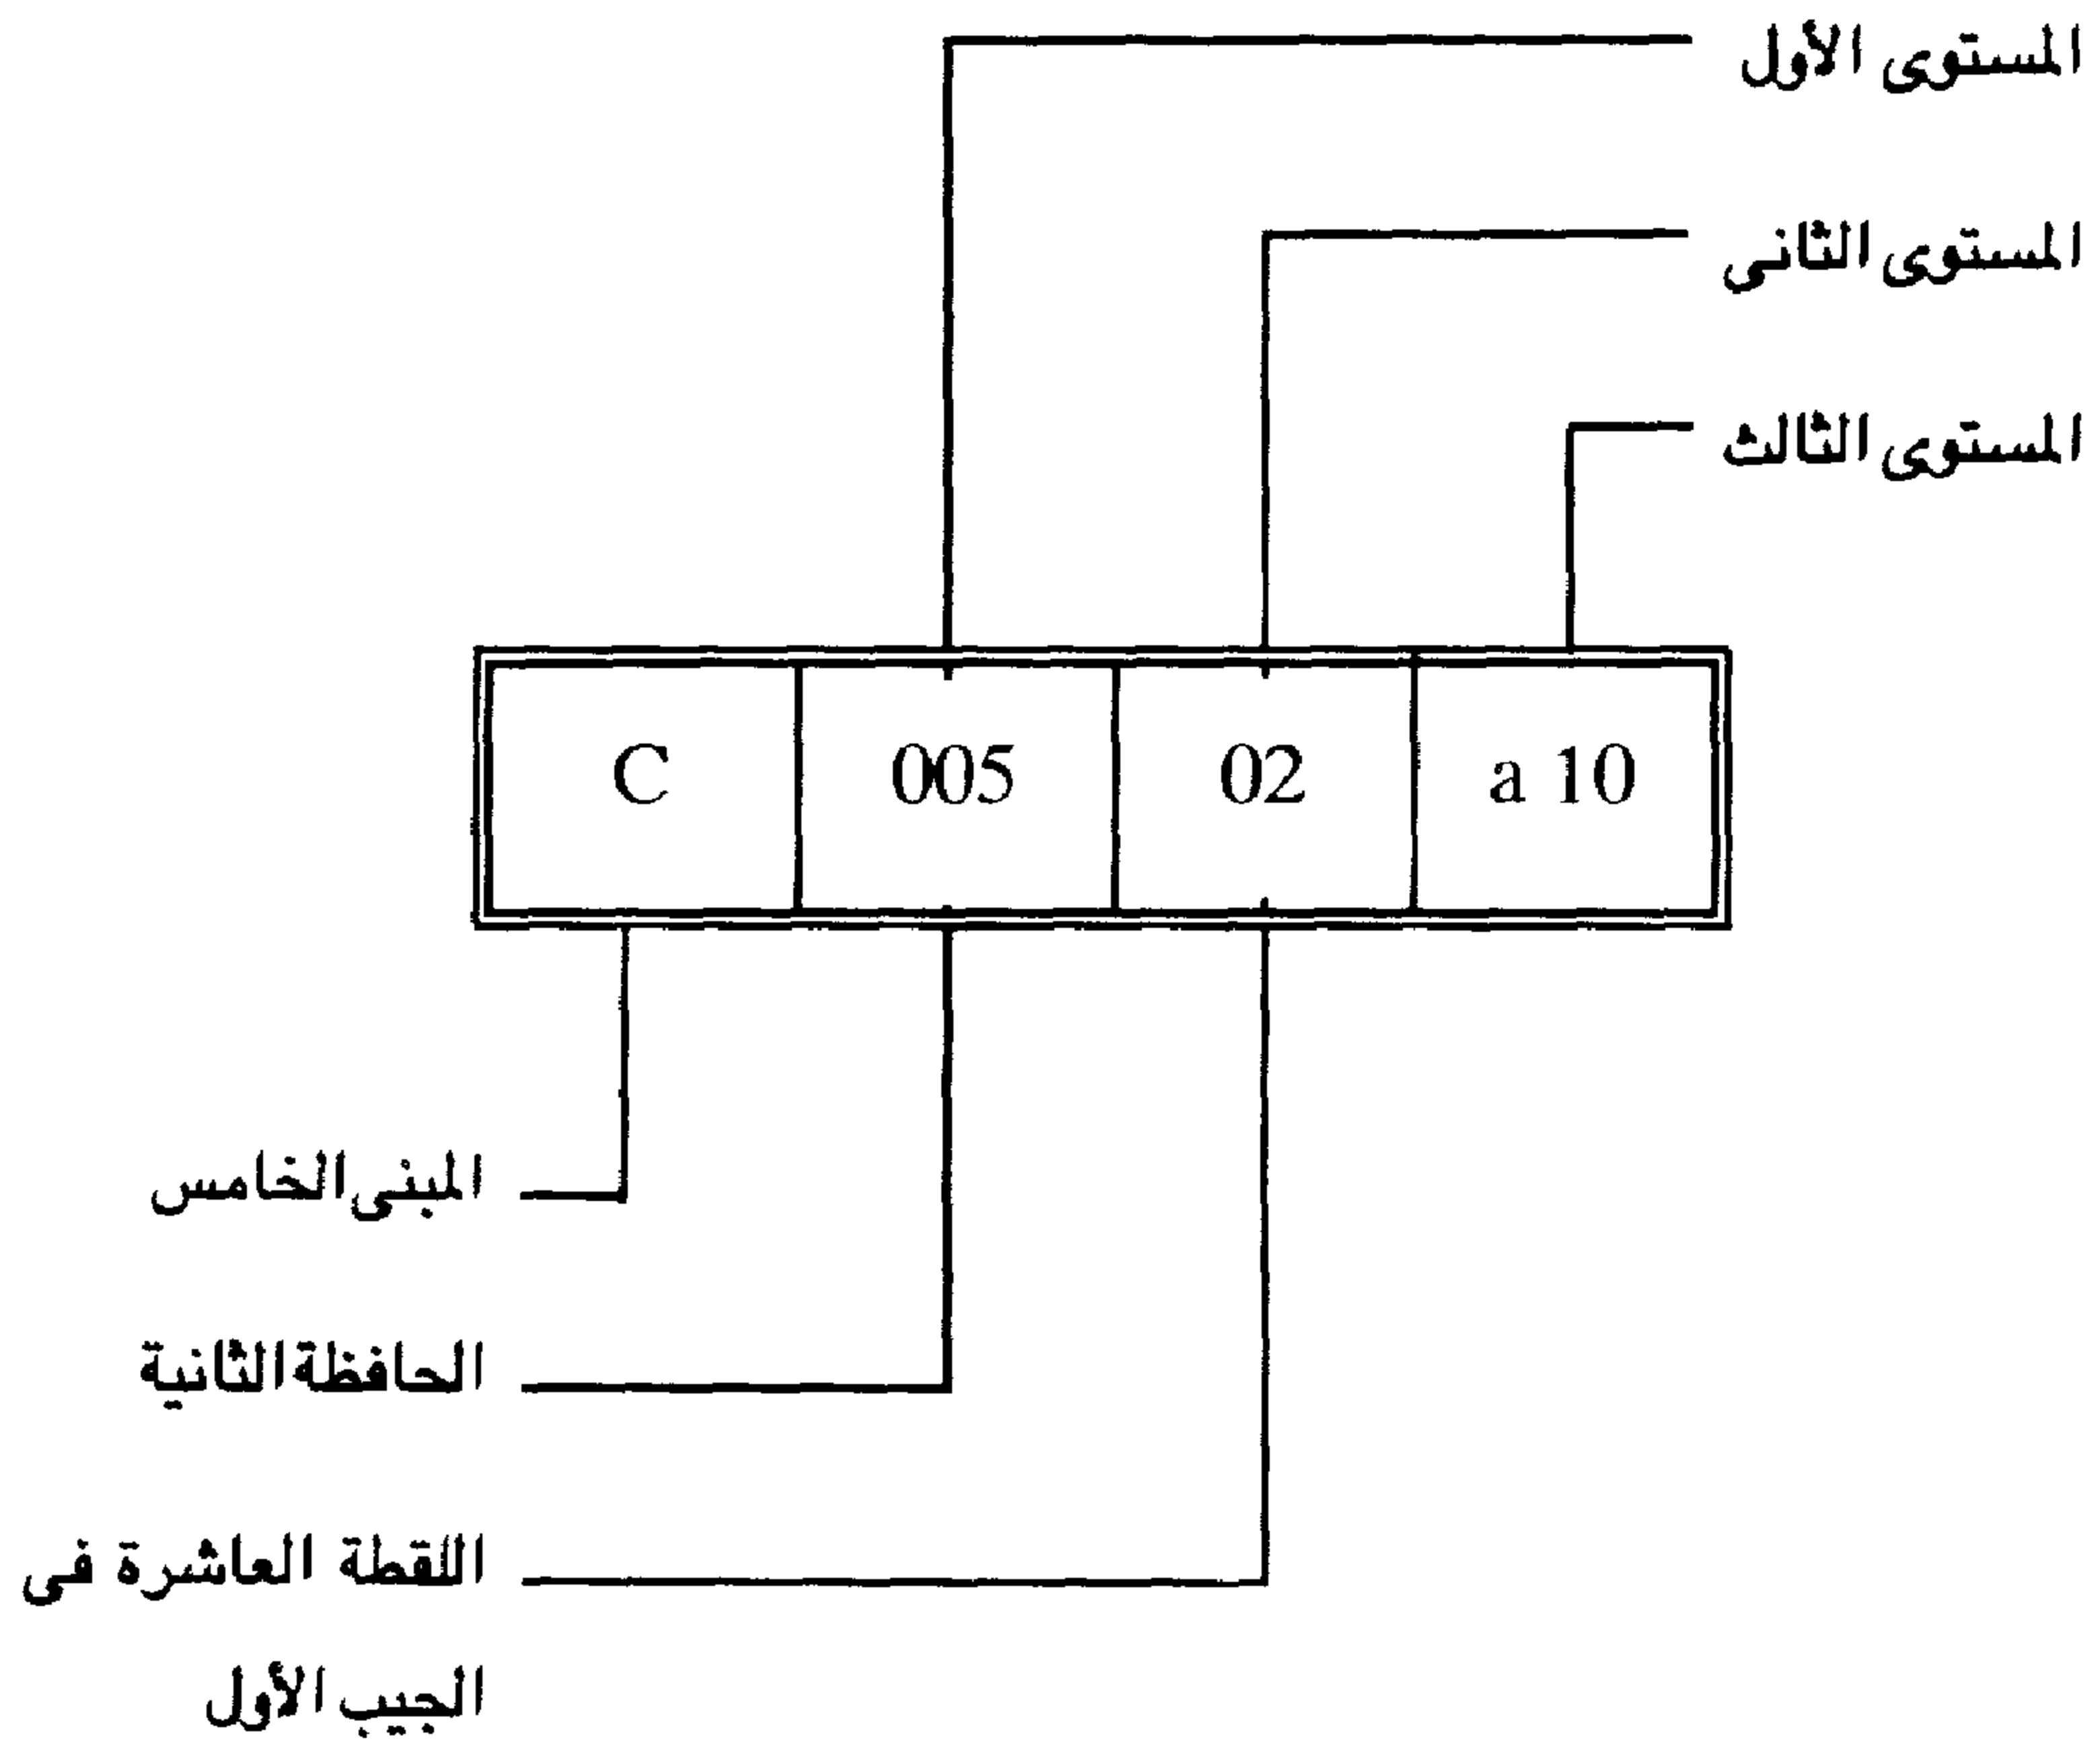 المستوى الأول
المستوى الثانى
المستوى الثالث
C 005 02 a 10
المبنى الخامس
الحافظة الثانية
اللقطة العاشرة فى
الجيب الأول